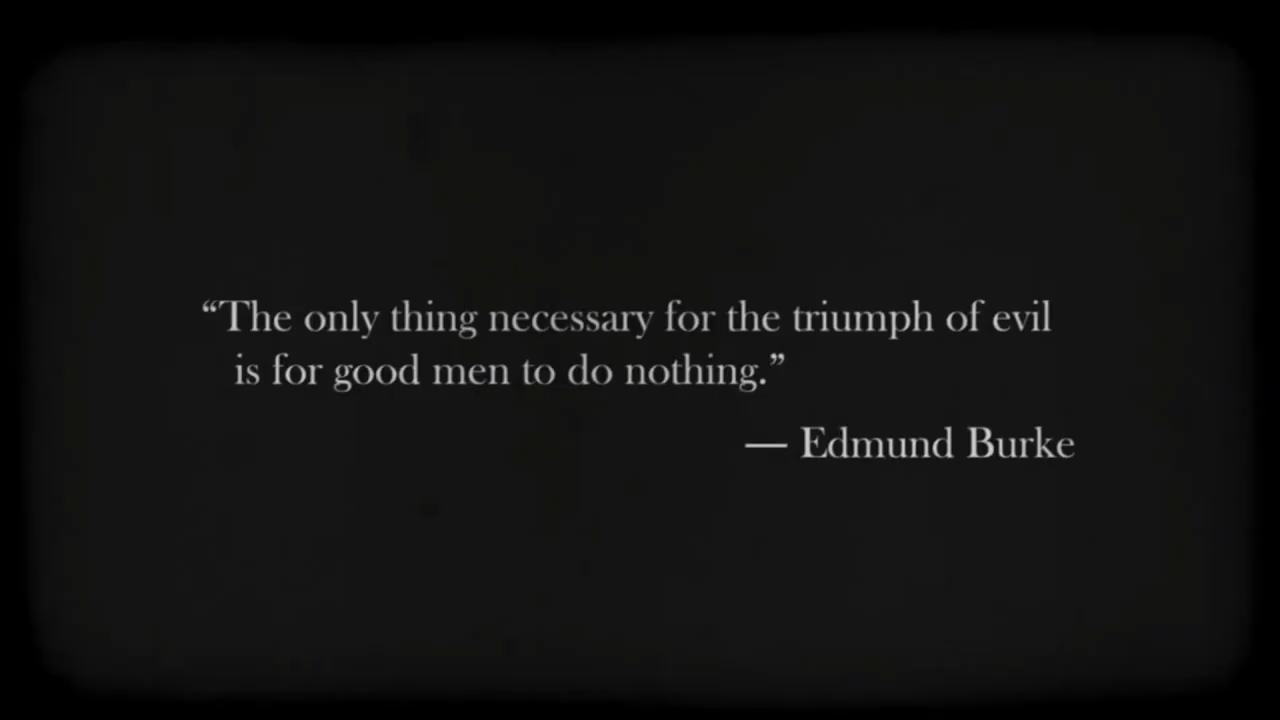 “The only thing necessary for the triumph of evil
is for good men to do nothing.”
— Edmund Burke